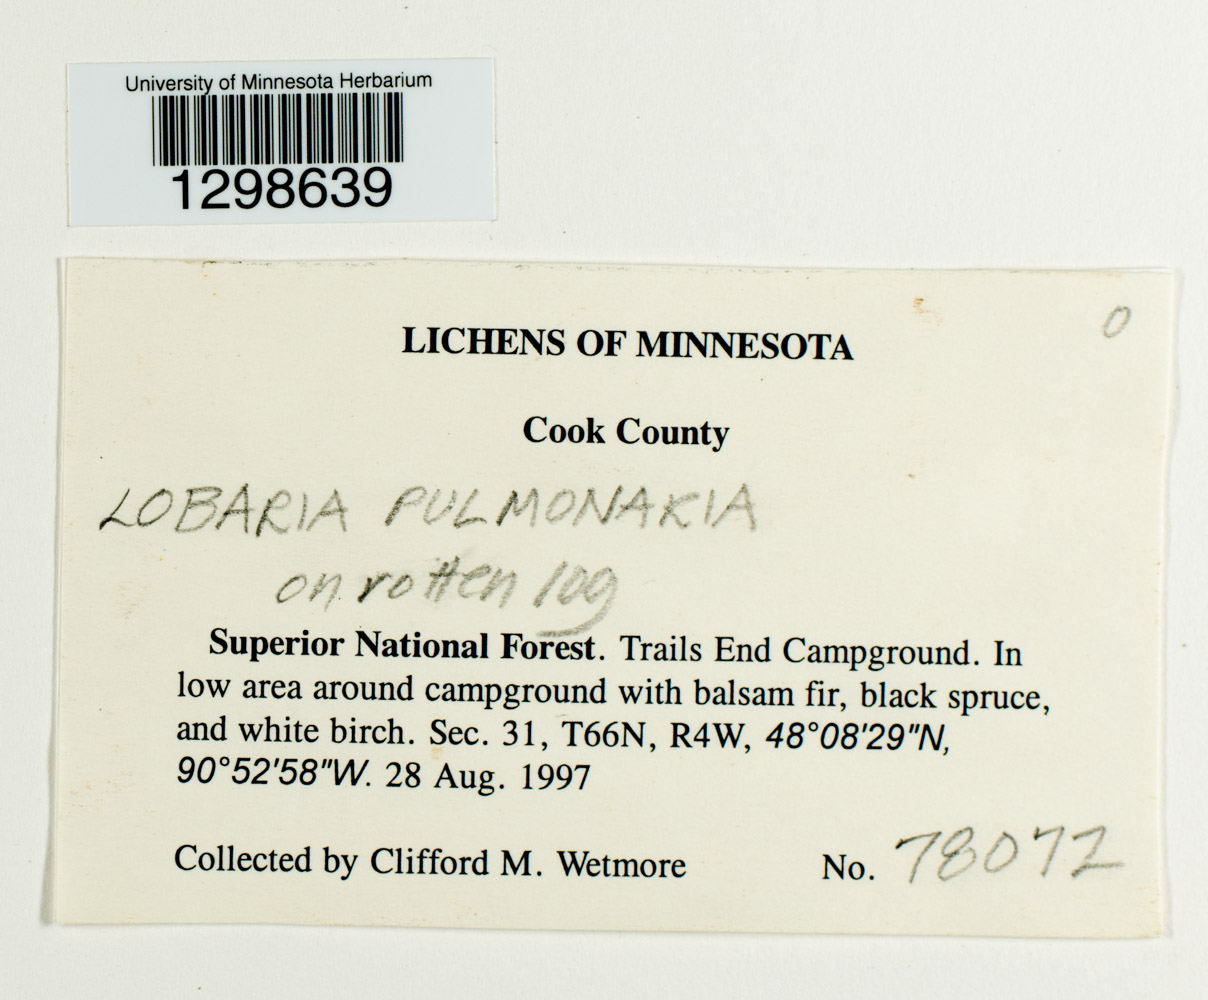 University of Minnesota Herbarium
1298639
0
LICHENS OF MINNESOTA
Cook County
LOBARIA PULMONARIA
on rotten log
Superior National Forest. Trails End Campground. In
low area around campground with balsam fir, black spruce,
and white birch. Sec. 31, T66N, R4W, 48°08'29"N,
90°52'58"W. 28 Aug. 1997
Collected by Clifford M. Wetmore No. 78072